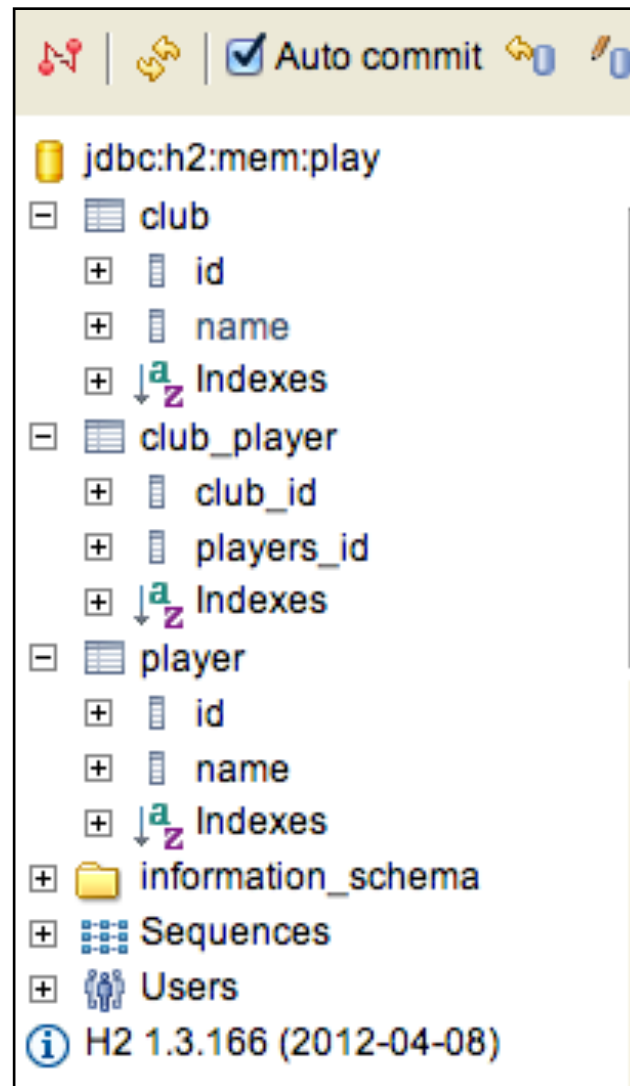 Auto commit
jdbc:h2:mem:play
club
id
name
Indexes
club_player
club_id
players_id
Indexes
player
id
name
Indexes
information_schema
Sequences
Users
H2 1.3.166 (2012-04-08)